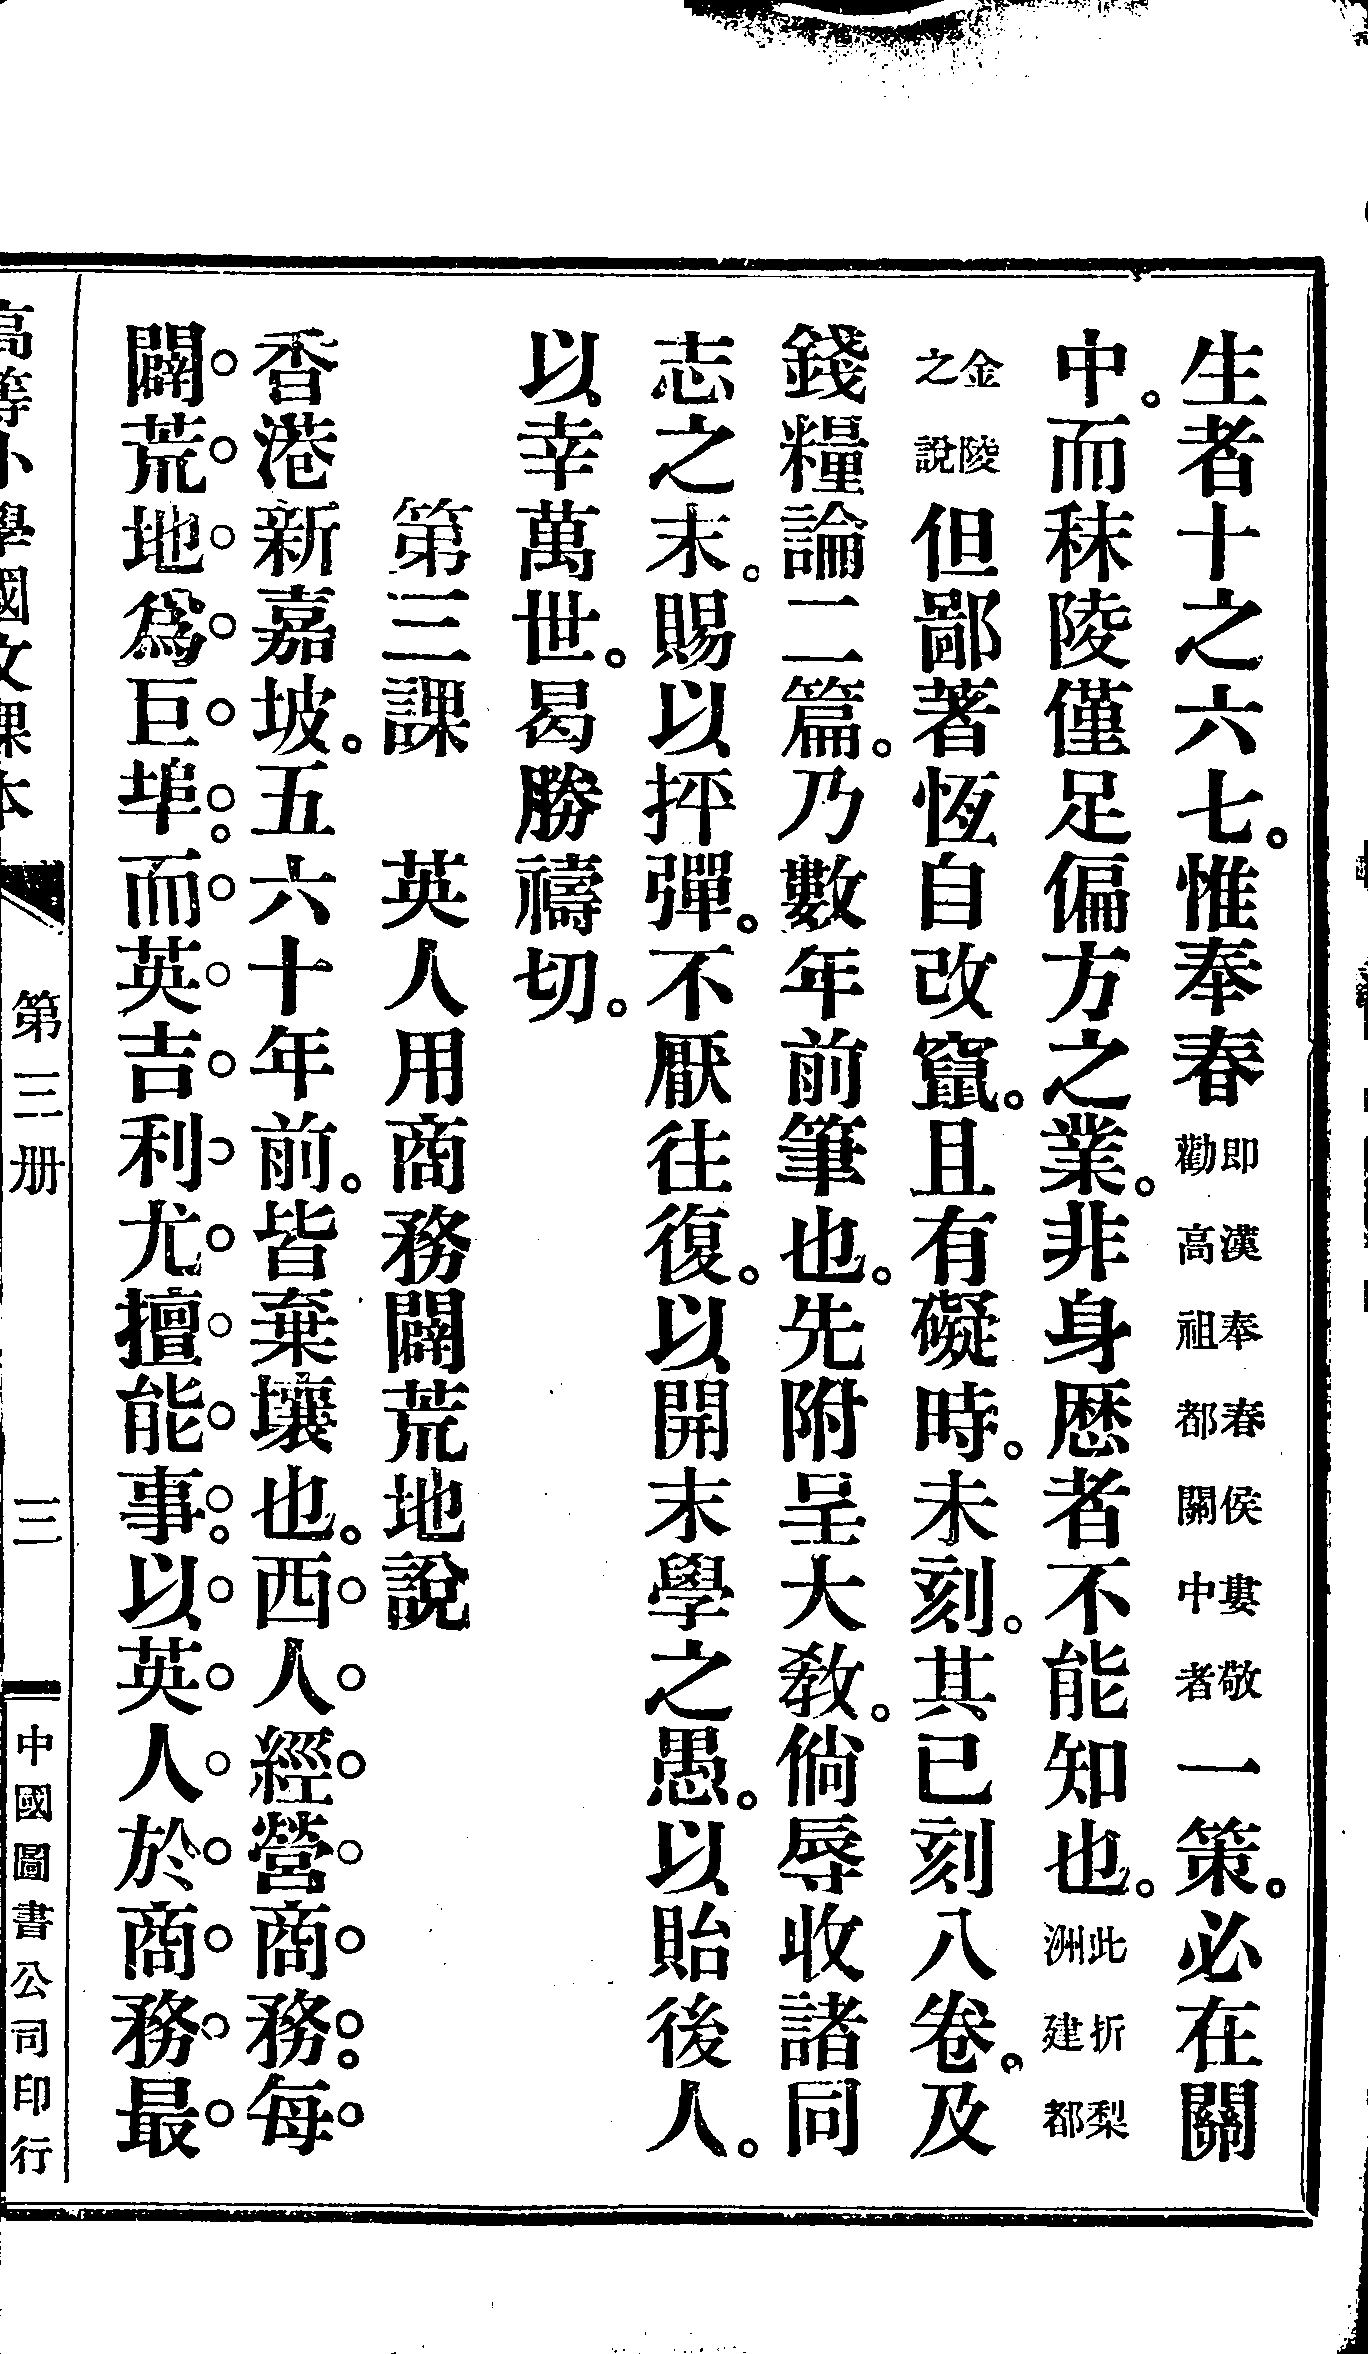 生者十之六七。惟奉春即漢奉春侯婁敬勸高祖都關中者一策。必在關
中。而秣陵僅足偏方之業。非身歷者不能知也。此折梨洲建都
金陵之說但鄙著恆自改竄。且有礙時。未刻。其已刻八卷。及
錢糧論二篇。乃數年前筆也。先附呈大敎。倘辱收諸同
志之末。賜以抨彈。不厭往復。以開末學之愚。以貽後人。
以幸萬世。曷勝禱切。
第三課　英人用商務闢荒地說
香港新嘉坡。五六十年前。皆棄壤也。西人經營商務。每
闢荒地爲巨埠。而英吉利尤擅能事。以英人於商務最
高等小學國文課本　第三册　三　中國圖書公司印行